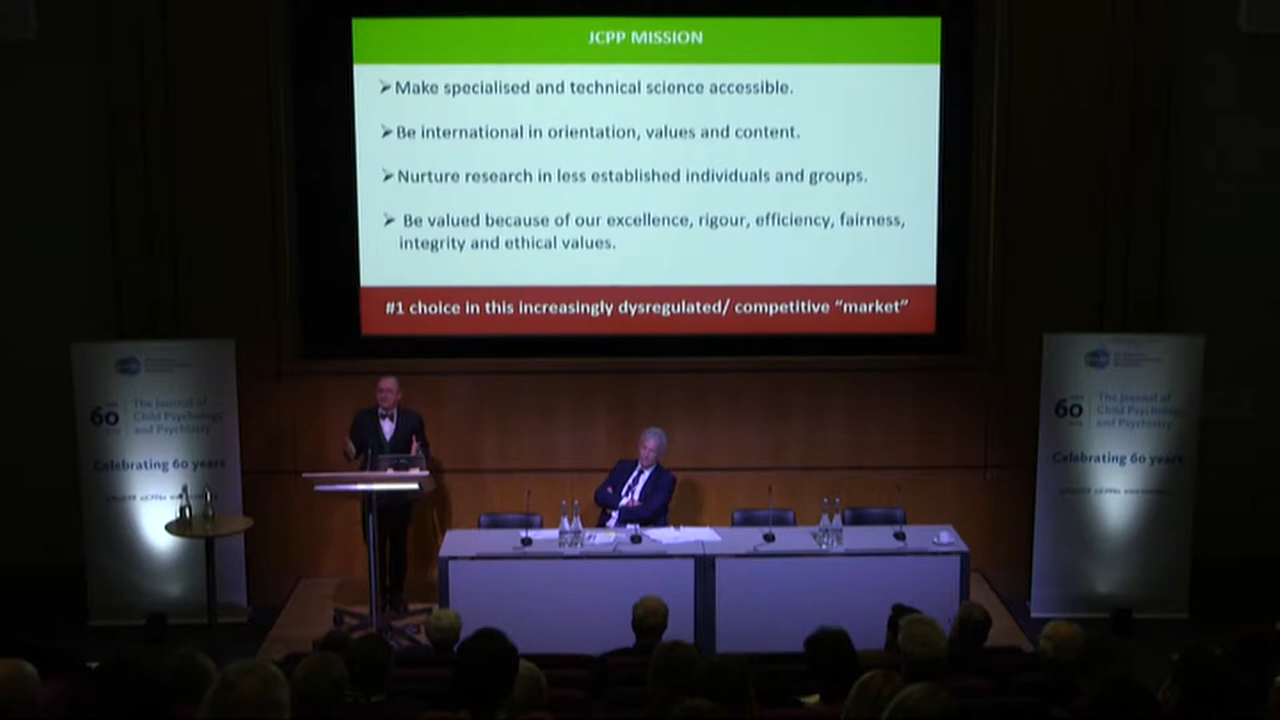 JCPP MISSION
➢Make specialised and technical science accessible.
➢Be international in orientation, values and content.
➢Nurture research in less established individuals and groups.
➢ Be valued because of our excellence, rigour, efficiency, fairness,
integrity and ethical values.
#1 choice in this increasingly dysregulated/ competitive “market”
60
The Journal of
Child Psychology
and Psychiatry
Celebrating 60 years
60
The Journal of
Child Psychology
and Psychiatry
Celebrating 60 years